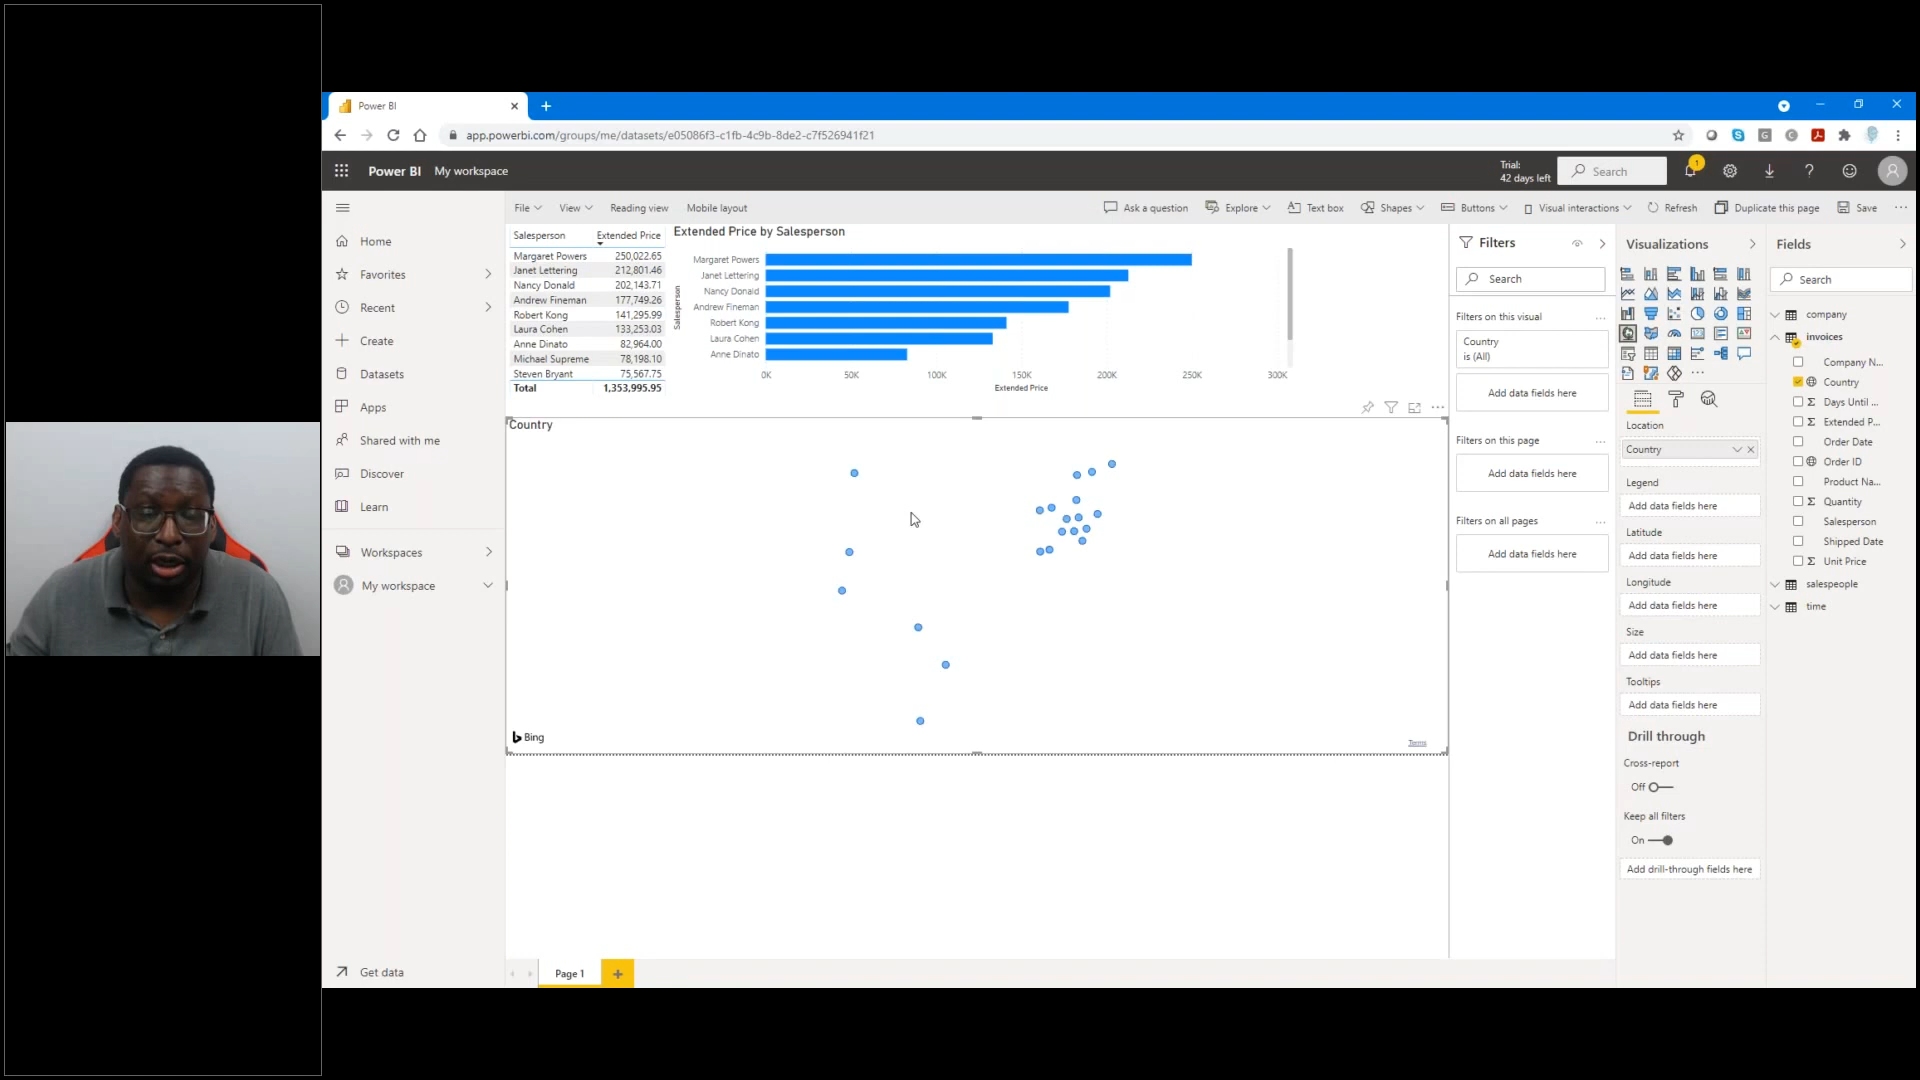 Power BI
app.powerbi.com/groups/me/datasets/e05086f3-c1fb-4c9b-8de2-c7f526941f21
Power BI My workspace
Trial:
42 days left
Search
1
File View Reading view Mobile layout
Ask a question Explore Text box Shapes Buttons Visual interactions Refresh Duplicate this page Save
Home
Favorites
Recent
Create
Datasets
Apps
Shared with me
Discover
Learn
Workspaces
My workspace
Get data
Salesperson Extended Price
Margaret Powers 250,022.65
Janet Lettering 212,801.46
Nancy Donald 202,143.71
Andrew Fineman 177,749.26
Robert Kong 141,295.99
Laura Cohen 133,253.03
Anne Dinato 82,964.00
Michael Supreme 78,198.10
Steven Bryant 75,567.75
Total 1,353,995.95
Extended Price by Salesperson
Salesperson
Margaret Powers
Janet Lettering
Nancy Donald
Andrew Fineman
Robert Kong
Laura Cohen
Anne Dinato
0K 50K 100K 150K 200K 250K 300K
Extended Price
Country
Bing
Terms
Page 1
Filters
Search
Filters on this visual
Country
is (All)
Add data fields here
Filters on this page
Add data fields here
Filters on all pages
Add data fields here
Visualizations
Location
Country
Legend
Add data fields here
Latitude
Add data fields here
Longitude
Add data fields here
Size
Add data fields here
Tooltips
Add data fields here
Drill through
Cross-report
Off
Keep all filters
On
Add drill-through fields here
Fields
Search
company
invoices
Company N...
Country
Days Until ...
Extended P...
Order Date
Order ID
Product Na...
Quantity
Salesperson
Shipped Date
Unit Price
salespeople
time